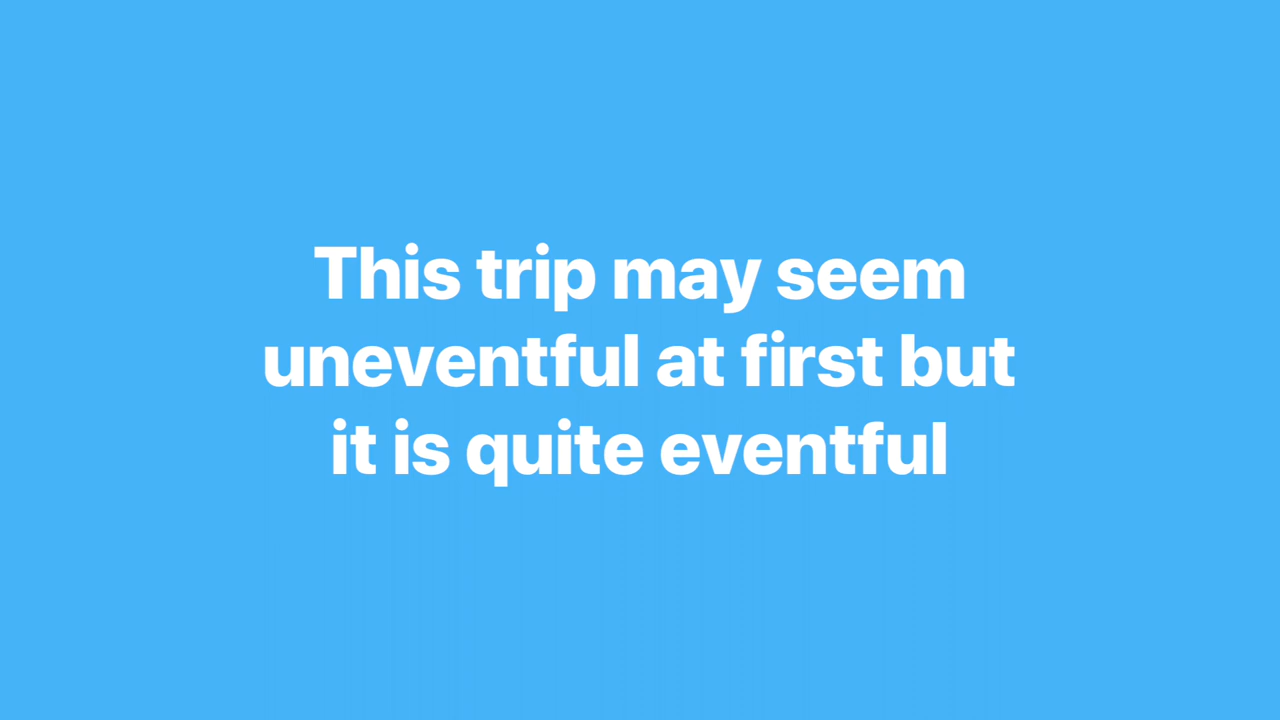 This trip may seem
uneventful at first but
it is quite eventful